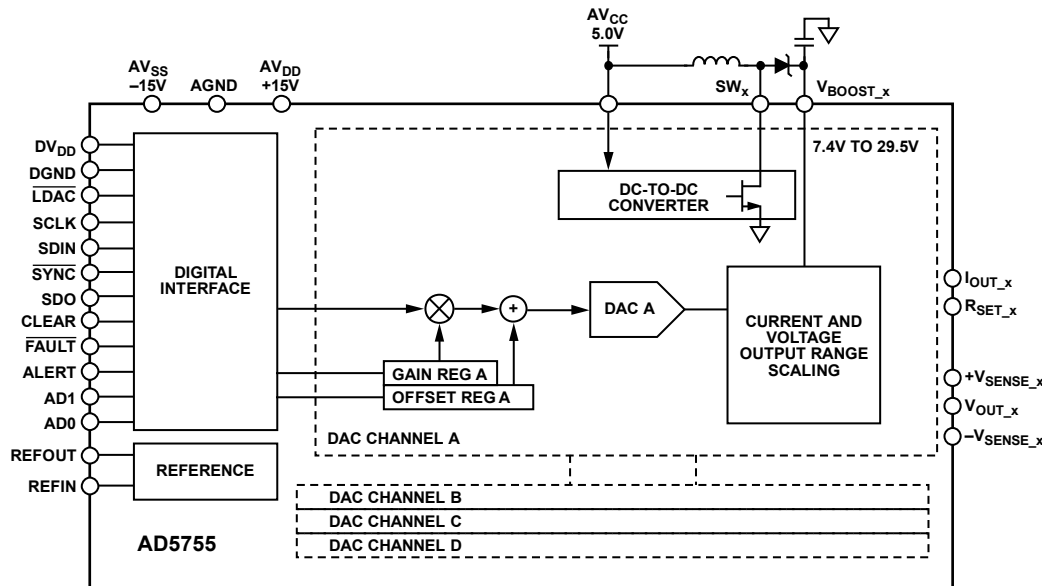 AVCC
5.0V
AVSS
–15V
AGND
AVDD
+15V
SWx
VBOOST_x
DVDD
DGND
LDAC
SCLK
SDIN
SYNC
SDO
CLEAR
FAULT
ALERT
AD1
AD0
REFOUT
REFIN
DIGITAL
INTERFACE
REFERENCE
7.4V TO 29.5V
DC-TO-DC
CONVERTER
+
DAC A
GAIN REG A
OFFSET REG A
CURRENT AND
VOLTAGE
OUTPUT RANGE
SCALING
DAC CHANNEL A
DAC CHANNEL B
DAC CHANNEL C
DAC CHANNEL D
IOUT_x
RSET_x
+VSENSE_x
VOUT_x
–VSENSE_x
AD5755